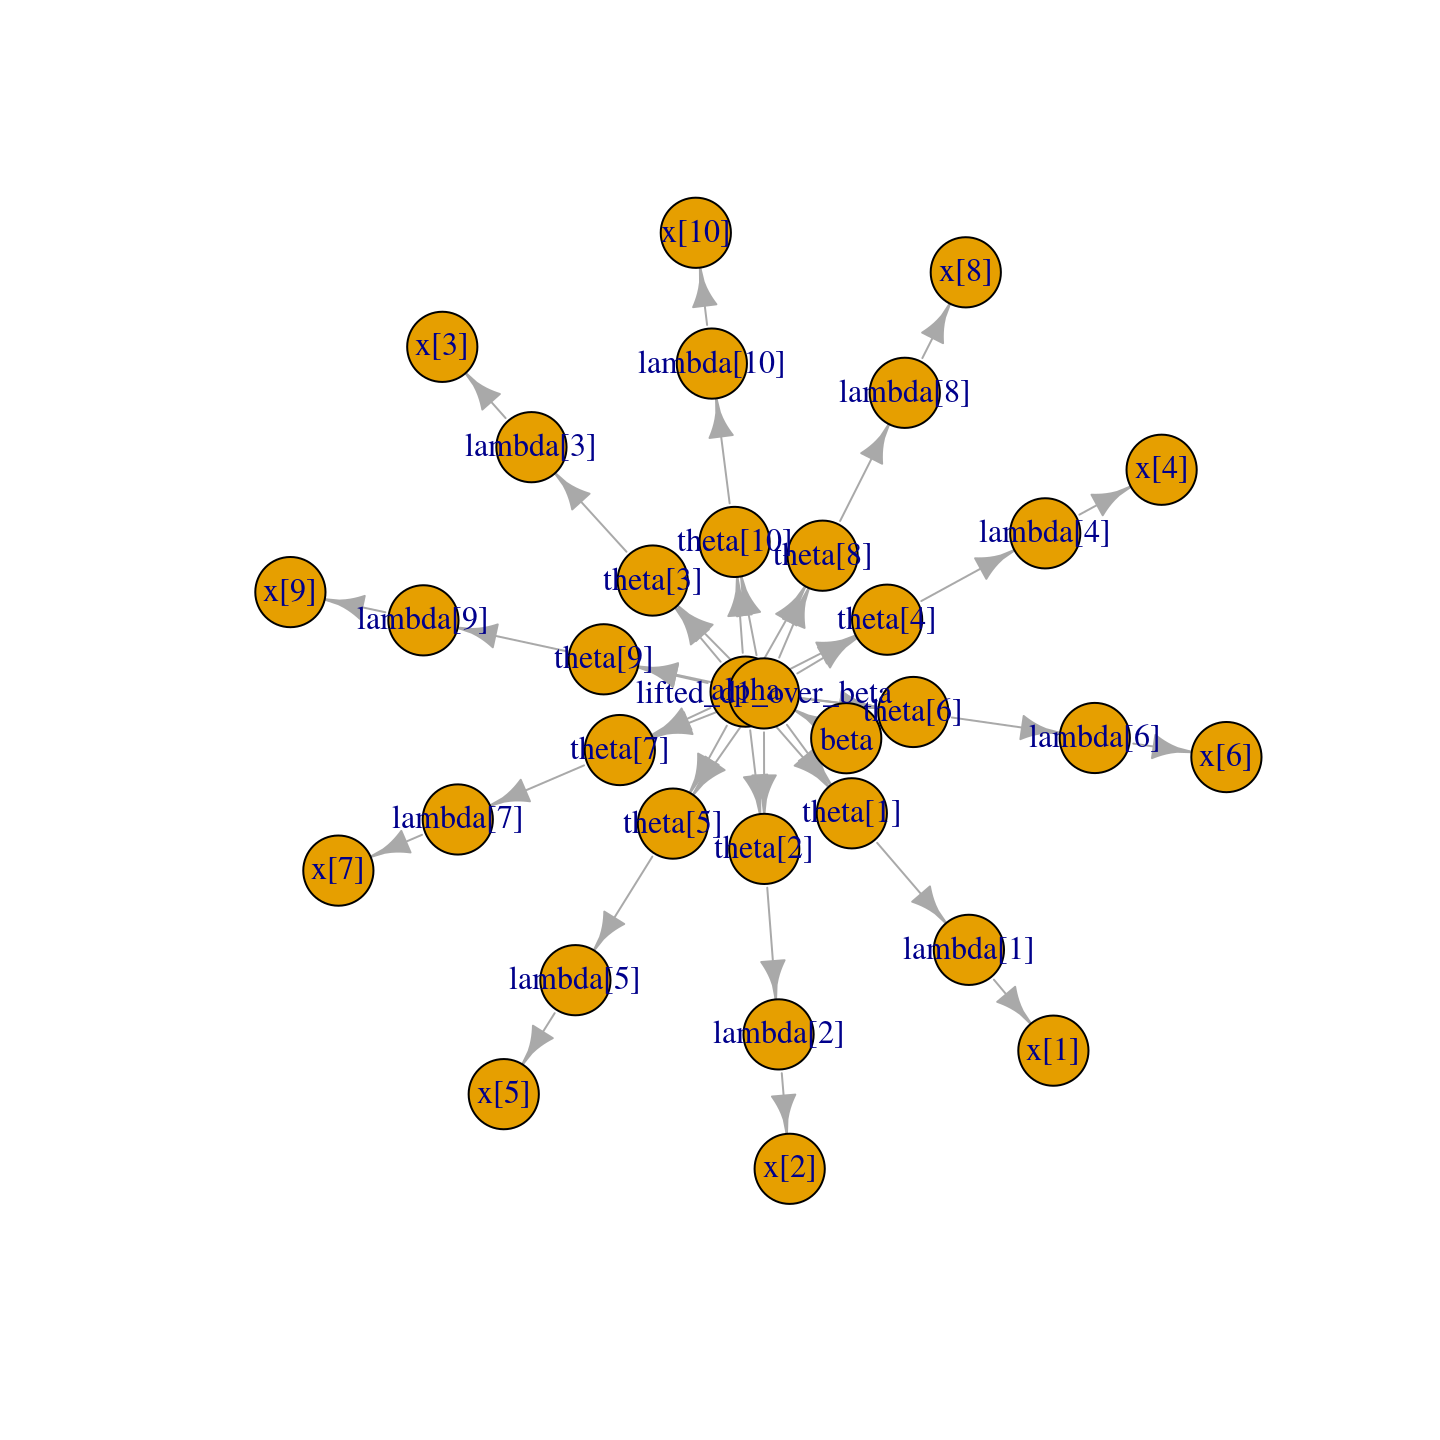 x[10]
x[8]
x[3]
lambda[10]
lambda[8]
lambda[3]
x[4]
lambda[4]
theta[10]
theta[8]
theta[3]
x[9]
lambda[9]
theta[4]
theta[9]
alpha
lifted_d1_over_beta
theta[6]
beta
lambda[6]
x[6]
theta[7]
lambda[7]
theta[5]
theta[1]
theta[2]
x[7]
lambda[1]
lambda[5]
lambda[2]
x[1]
x[5]
x[2]